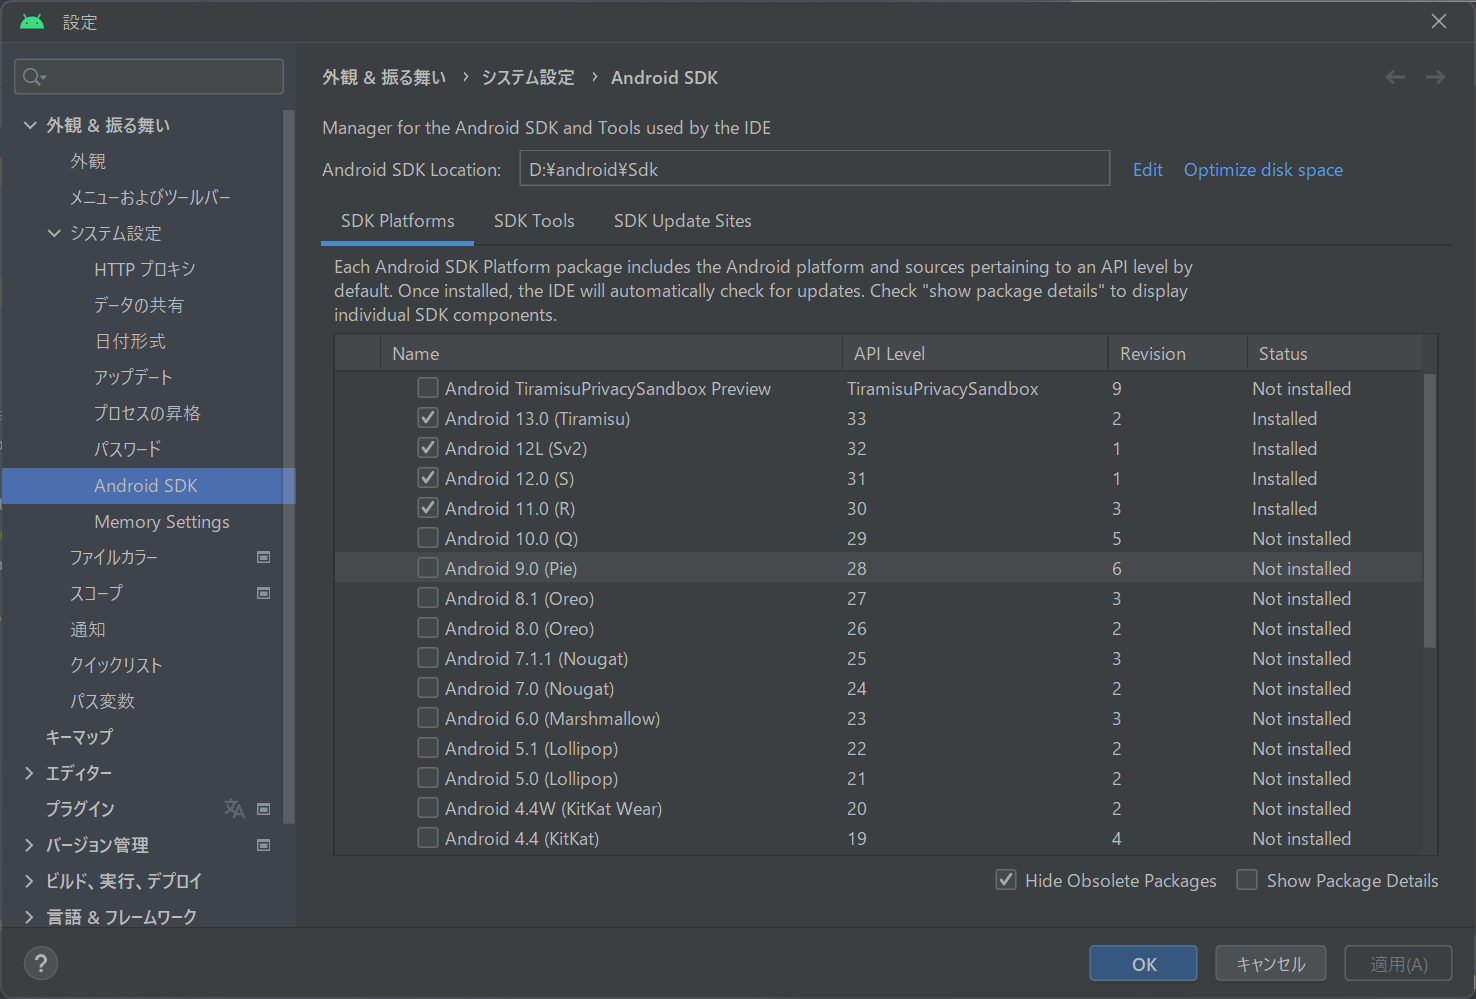 設定
外観 & 振る舞い
外観
メニューおよびツールバー
システム設定
HTTP プロキシ
データの共有
日付形式
アップデート
プロセスの昇格
パスワード
Android SDK
Memory Settings
ファイルカラー
スコープ
通知
クイックリスト
パス変数
キーマップ
エディター
プラグイン
バージョン管理
ビルド、実行、デプロイ
言語 & フレームワーク
外観 & 振る舞い › システム設定 › Android SDK
Manager for the Android SDK and Tools used by the IDE
Android SDK Location: D:¥android¥Sdk Edit Optimize disk space
SDK Platforms SDK Tools SDK Update Sites
Each Android SDK Platform package includes the Android platform and sources pertaining to an API level by
default. Once installed, the IDE will automatically check for updates. Check "show package details" to display
individual SDK components.
Name API Level Revision Status
Android TiramisuPrivacySandbox Preview TiramisuPrivacySandbox 9 Not installed
Android 13.0 (Tiramisu) 33 2 Installed
Android 12L (Sv2) 32 1 Installed
Android 12.0 (S) 31 1 Installed
Android 11.0 (R) 30 3 Installed
Android 10.0 (Q) 29 5 Not installed
Android 9.0 (Pie) 28 6 Not installed
Android 8.1 (Oreo) 27 3 Not installed
Android 8.0 (Oreo) 26 2 Not installed
Android 7.1.1 (Nougat) 25 3 Not installed
Android 7.0 (Nougat) 24 2 Not installed
Android 6.0 (Marshmallow) 23 3 Not installed
Android 5.1 (Lollipop) 22 2 Not installed
Android 5.0 (Lollipop) 21 2 Not installed
Android 4.4W (KitKat Wear) 20 2 Not installed
Android 4.4 (KitKat) 19 4 Not installed
Hide Obsolete Packages Show Package Details
? OK キャンセル 適用(A)